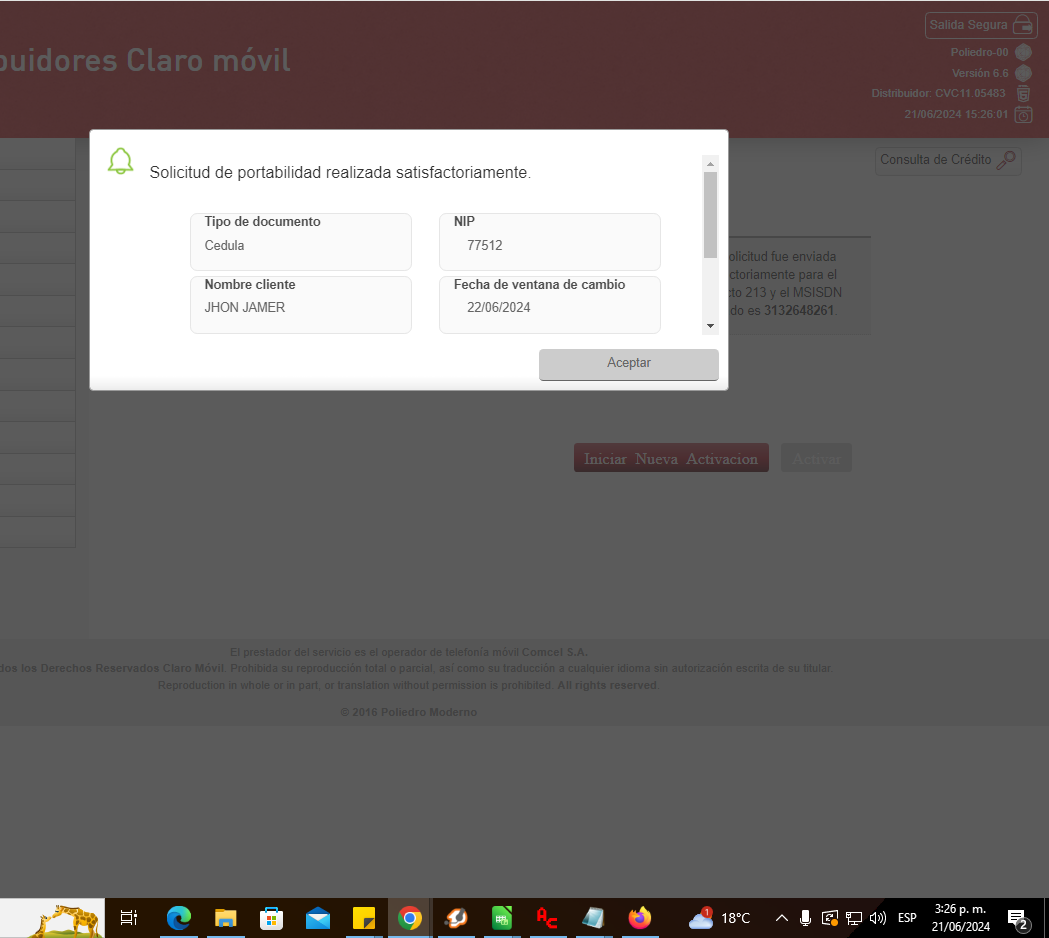 Salida Segura
buidores Claro móvil
Poliedro-00
Versión 6.6
Distribuidor: CVC11.05483
21/06/2024 15:26:01
Consulta de Crédito
Solicitud de portabilidad realizada satisfactoriamente.
Tipo de documento
Cedula
NIP
77512
Nombre cliente
JHON JAMER
Fecha de ventana de cambio
22/06/2024
Aceptar
olicitud fue enviada
ctoriamente para el
cto 213 y el MSISDN
do es 3132648261.
Iniciar Nueva Activacion
Activar
El prestador del servicio es el operador de telefonía móvil Comcel S.A.
dos los Derechos Reservados Claro Móvil. Prohibida su reproducción total o parcial, así como su traducción a cualquier idioma sin autorización escrita de su titular.
Reproduction in whole or in part, or translation without permission is prohibited. All rights reserved.
© 2016 Poliedro Moderno
1
18°C
ESP
3:26 p. m.
21/06/2024
2